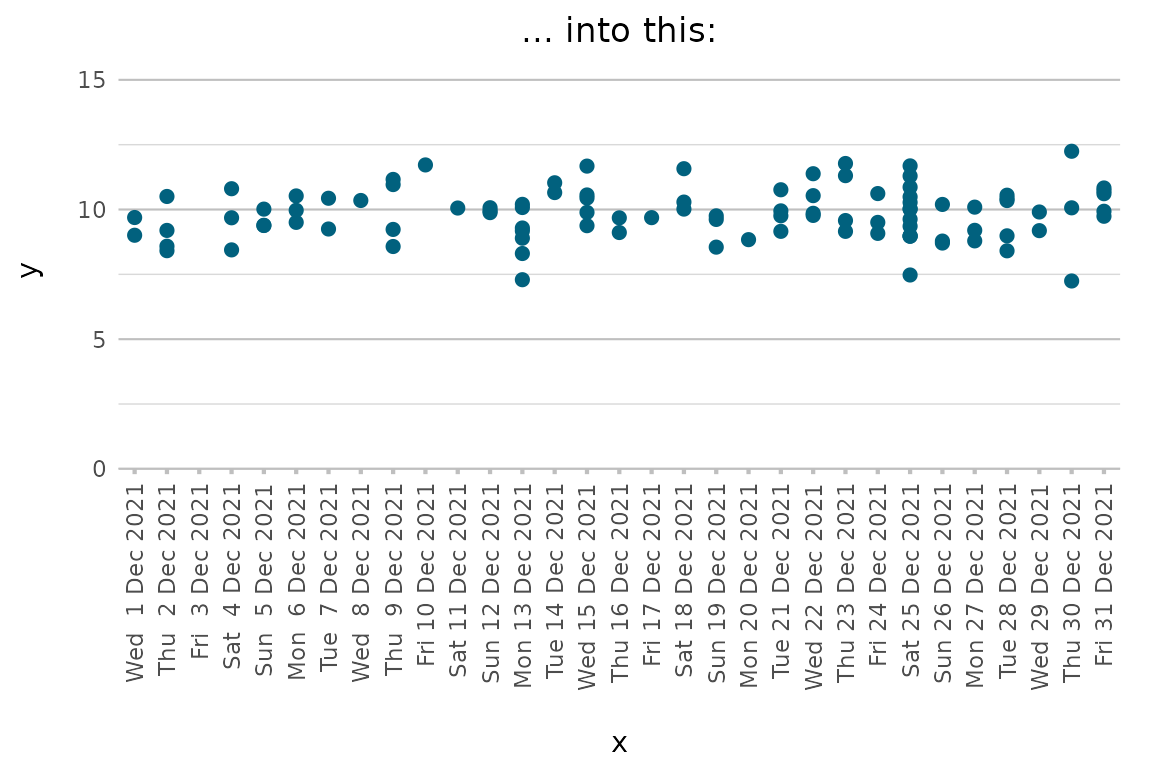 ... into this:
15
10
5
0
y
Wed  1 Dec 2021
Thu  2 Dec 2021
Fri  3 Dec 2021
Sat  4 Dec 2021
Sun  5 Dec 2021
Mon  6 Dec 2021
Tue  7 Dec 2021
Wed  8 Dec 2021
Thu  9 Dec 2021
Fri 10 Dec 2021
Sat 11 Dec 2021
Sun 12 Dec 2021
Mon 13 Dec 2021
Tue 14 Dec 2021
Wed 15 Dec 2021
Thu 16 Dec 2021
Fri 17 Dec 2021
Sat 18 Dec 2021
Sun 19 Dec 2021
Mon 20 Dec 2021
Tue 21 Dec 2021
Wed 22 Dec 2021
Thu 23 Dec 2021
Fri 24 Dec 2021
Sat 25 Dec 2021
Sun 26 Dec 2021
Mon 27 Dec 2021
Tue 28 Dec 2021
Wed 29 Dec 2021
Thu 30 Dec 2021
Fri 31 Dec 2021
x